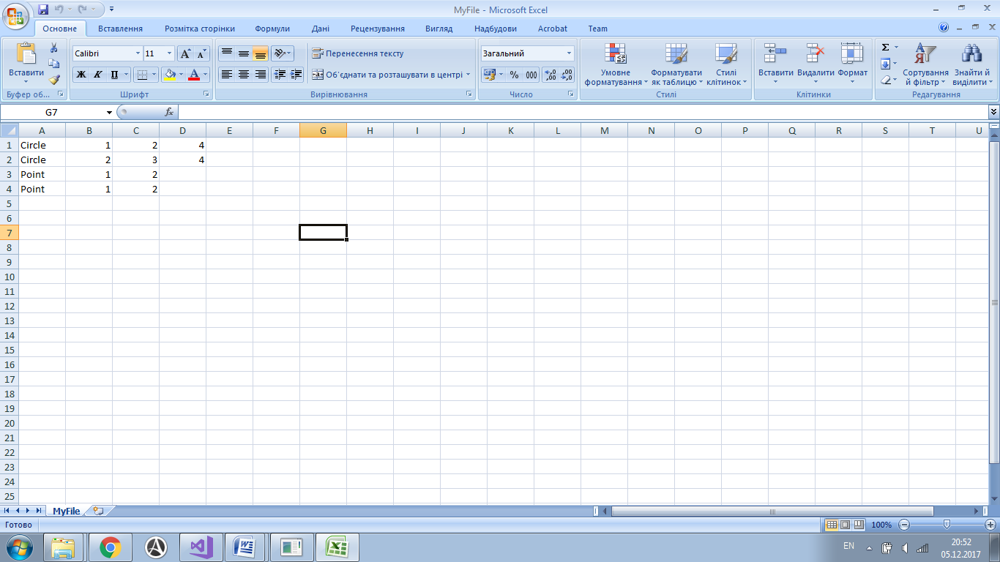 MyFile - Microsoft Excel
Основне Вставлення Розмітка сторінки Формули Дані Рецензування Вигляд Надбудови Acrobat Team
Вставити
Буфер об...
Calibri 11
Ж К П А
Шрифт
Перенесення тексту
Об`єднати та розташувати в центрі
Вирівнювання
Загальний
% 000
Число
Умовне форматування
Форматувати як таблицю
Стилі клітинок
Стилі
Вставити Видалити Формат
Клітинки
Σ
Сортування й фільтр
Знайти й виділити
Редагування
G7 fx
A B C D E F G H I J K L M N O P Q R S T U
1 Circle 1 2 4
2 Circle 2 3 4
3 Point 1 2
4 Point 1 2
5
6
7
8
9
10
11
12
13
14
15
16
17
18
19
20
21
22
23
24
25
MyFile
Готово 100%
EN 20:52
05.12.2017